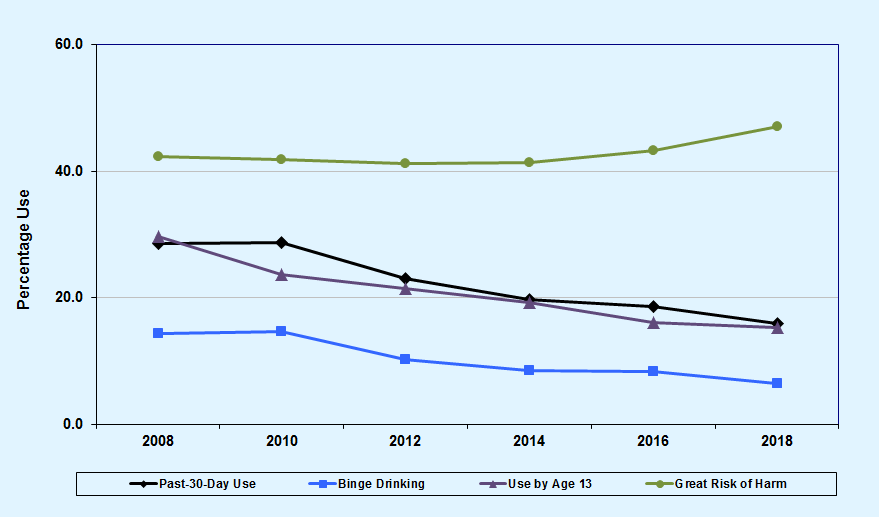 60.0
40.0
20.0
0.0
Percentage Use
2008 2010 2012 2014 2016 2018
Past-30-Day Use Binge Drinking Use by Age 13 Great Risk of Harm